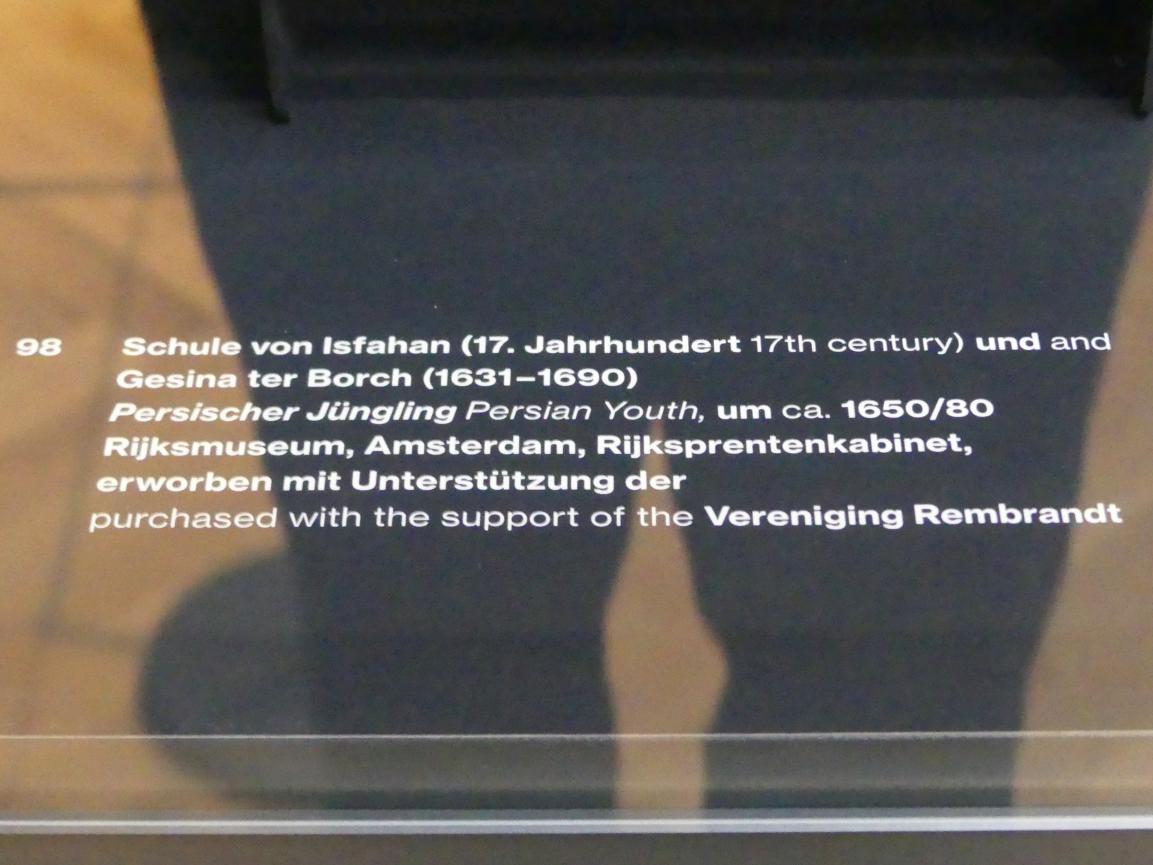 98 Schule von Isfahan (17. Jahrhundert 17th century) und and
Gesina ter Borch (1631–1690)
Persischer Jüngling Persian Youth, um ca. 1650/80
Rijksmuseum, Amsterdam, Rijksprentenkabinet,
erworben mit Unterstützung der
purchased with the support of the Vereniging Rembrandt